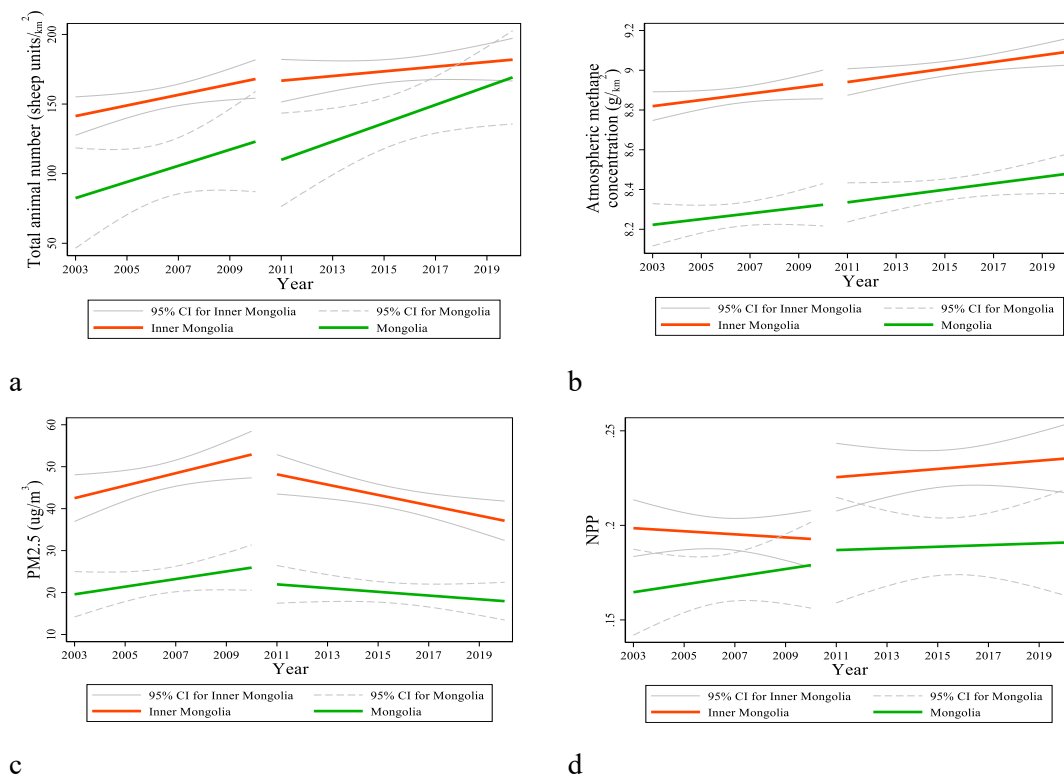 Total animal number (sheep units/km²)
200
150
100
50
2003 2005 2007 2009 2011 2013 2015 2017 2019
Year
95% CI for Inner Mongolia 95% CI for Mongolia
Inner Mongolia Mongolia
a
Atmospheric methane
concentration (g/km²)
9.2
9
8.8
8.6
8.4
8.2
2003 2005 2007 2009 2011 2013 2015 2017 2019
Year
95% CI for Inner Mongolia 95% CI for Mongolia
Inner Mongolia Mongolia
b
PM2.5 (ug/m³)
60
50
40
30
20
10
2003 2005 2007 2009 2011 2013 2015 2017 2019
Year
95% CI for Inner Mongolia 95% CI for Mongolia
Inner Mongolia Mongolia
c
NPP
.25
.2
.15
2003 2005 2007 2009 2011 2013 2015 2017 2019
Year
95% CI for Inner Mongolia 95% CI for Mongolia
Inner Mongolia Mongolia
d